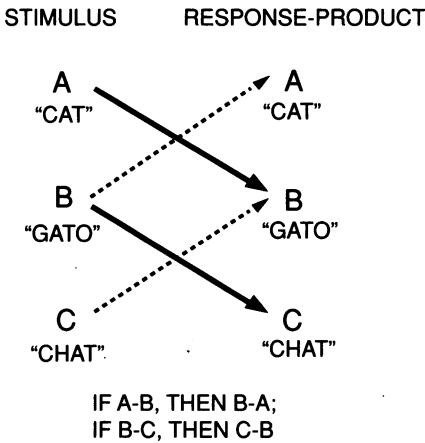 STIMULUS RESPONSE-PRODUCT
A A
"CAT" "CAT"
B B
"GATO" "GATO"
C C
"CHAT" "CHAT"
IF A-B, THEN B-A;
IF B-C, THEN C-B